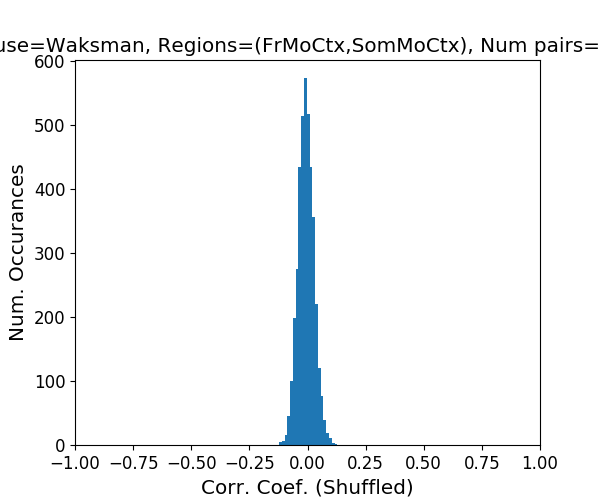 use=Waksman, Regions=(FrMoCtx,SomMoCtx), Num pairs=
600
500
400
300
200
100
0
Num. Occurances
−1.00 −0.75 −0.50 −0.25 0.00 0.25 0.50 0.75 1.00
Corr. Coef. (Shuffled)